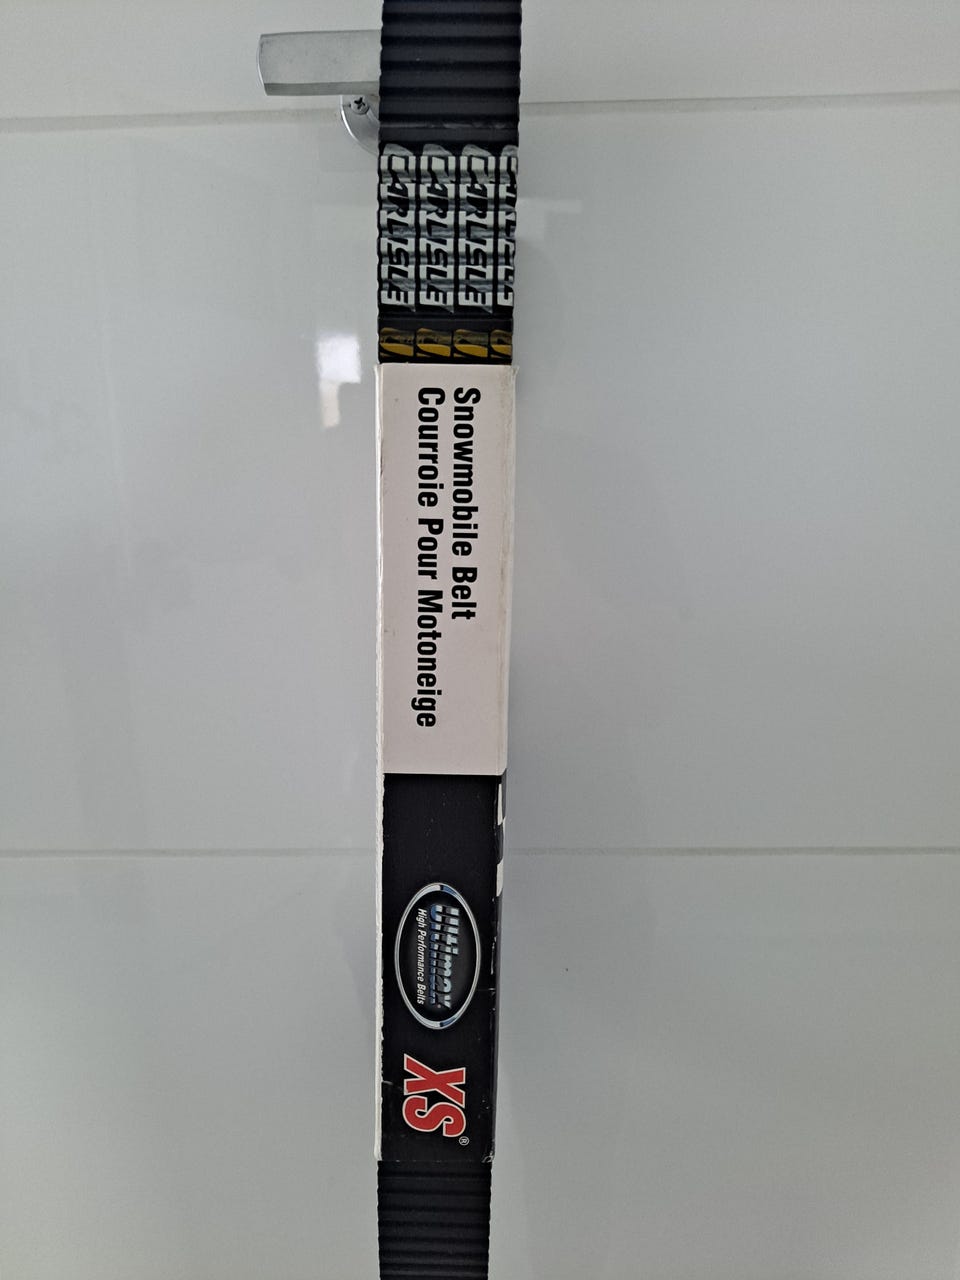 CARLISLE CARLISLE CARLISLE CARLISLE
Snowmobile Belt
Courroie Pour Motoneige
Ultimax
High Performance Belts
XS®